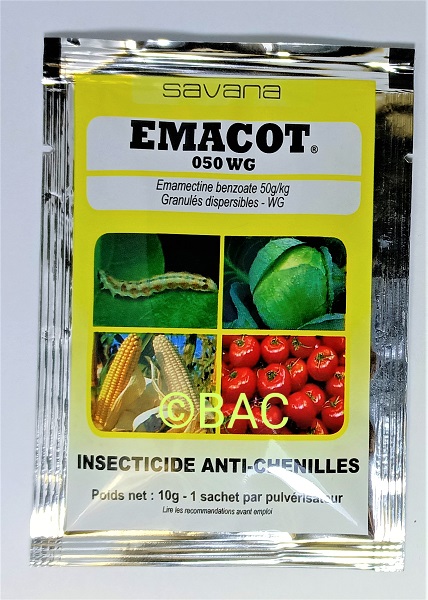 savana
EMACOT®
050 WG
Emamectine benzoate 50g/kg
Granulés dispersibles - WG
©BAC
INSECTICIDE ANTI-CHENILLES
Poids net : 10g - 1 sachet par pulvérisateur
Lire les recommandations avant emploi